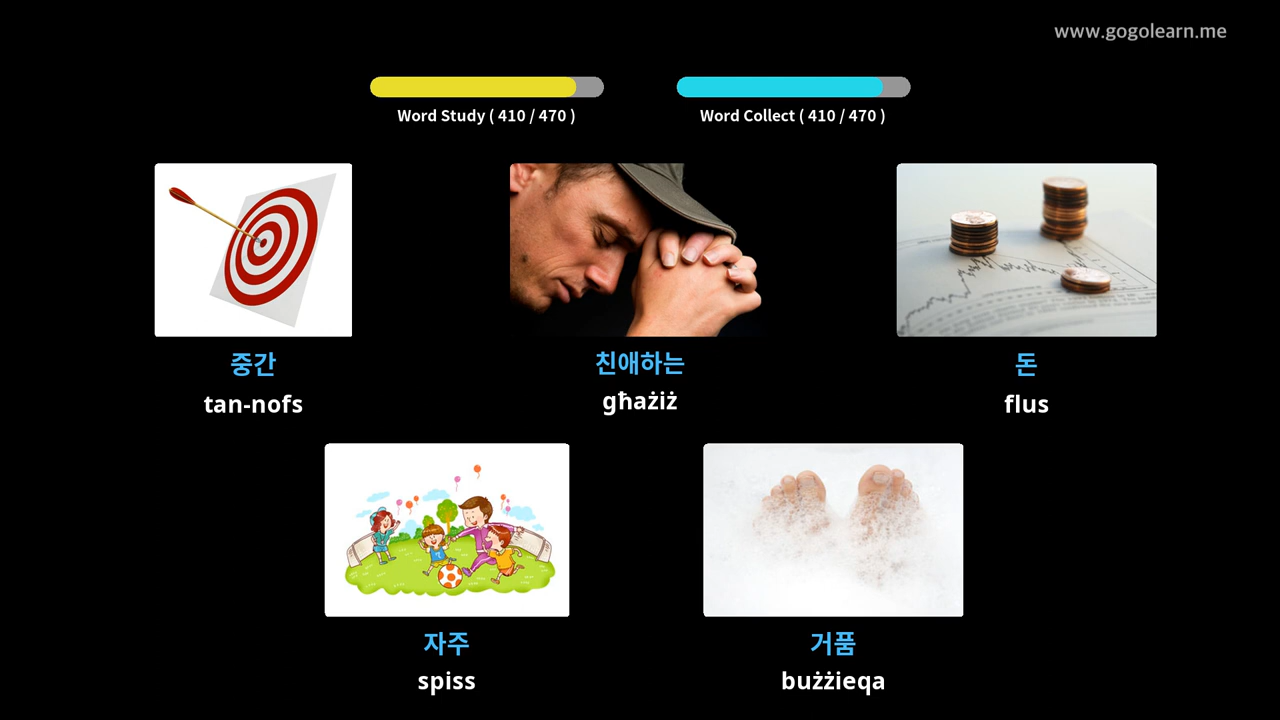 www.gogolearn.me
Word Study ( 410 / 470 )
Word Collect ( 410 / 470 )
중간
tan-nofs
친애하는
għażiż
돈
flus
자주
spiss
거품
bużżieqa